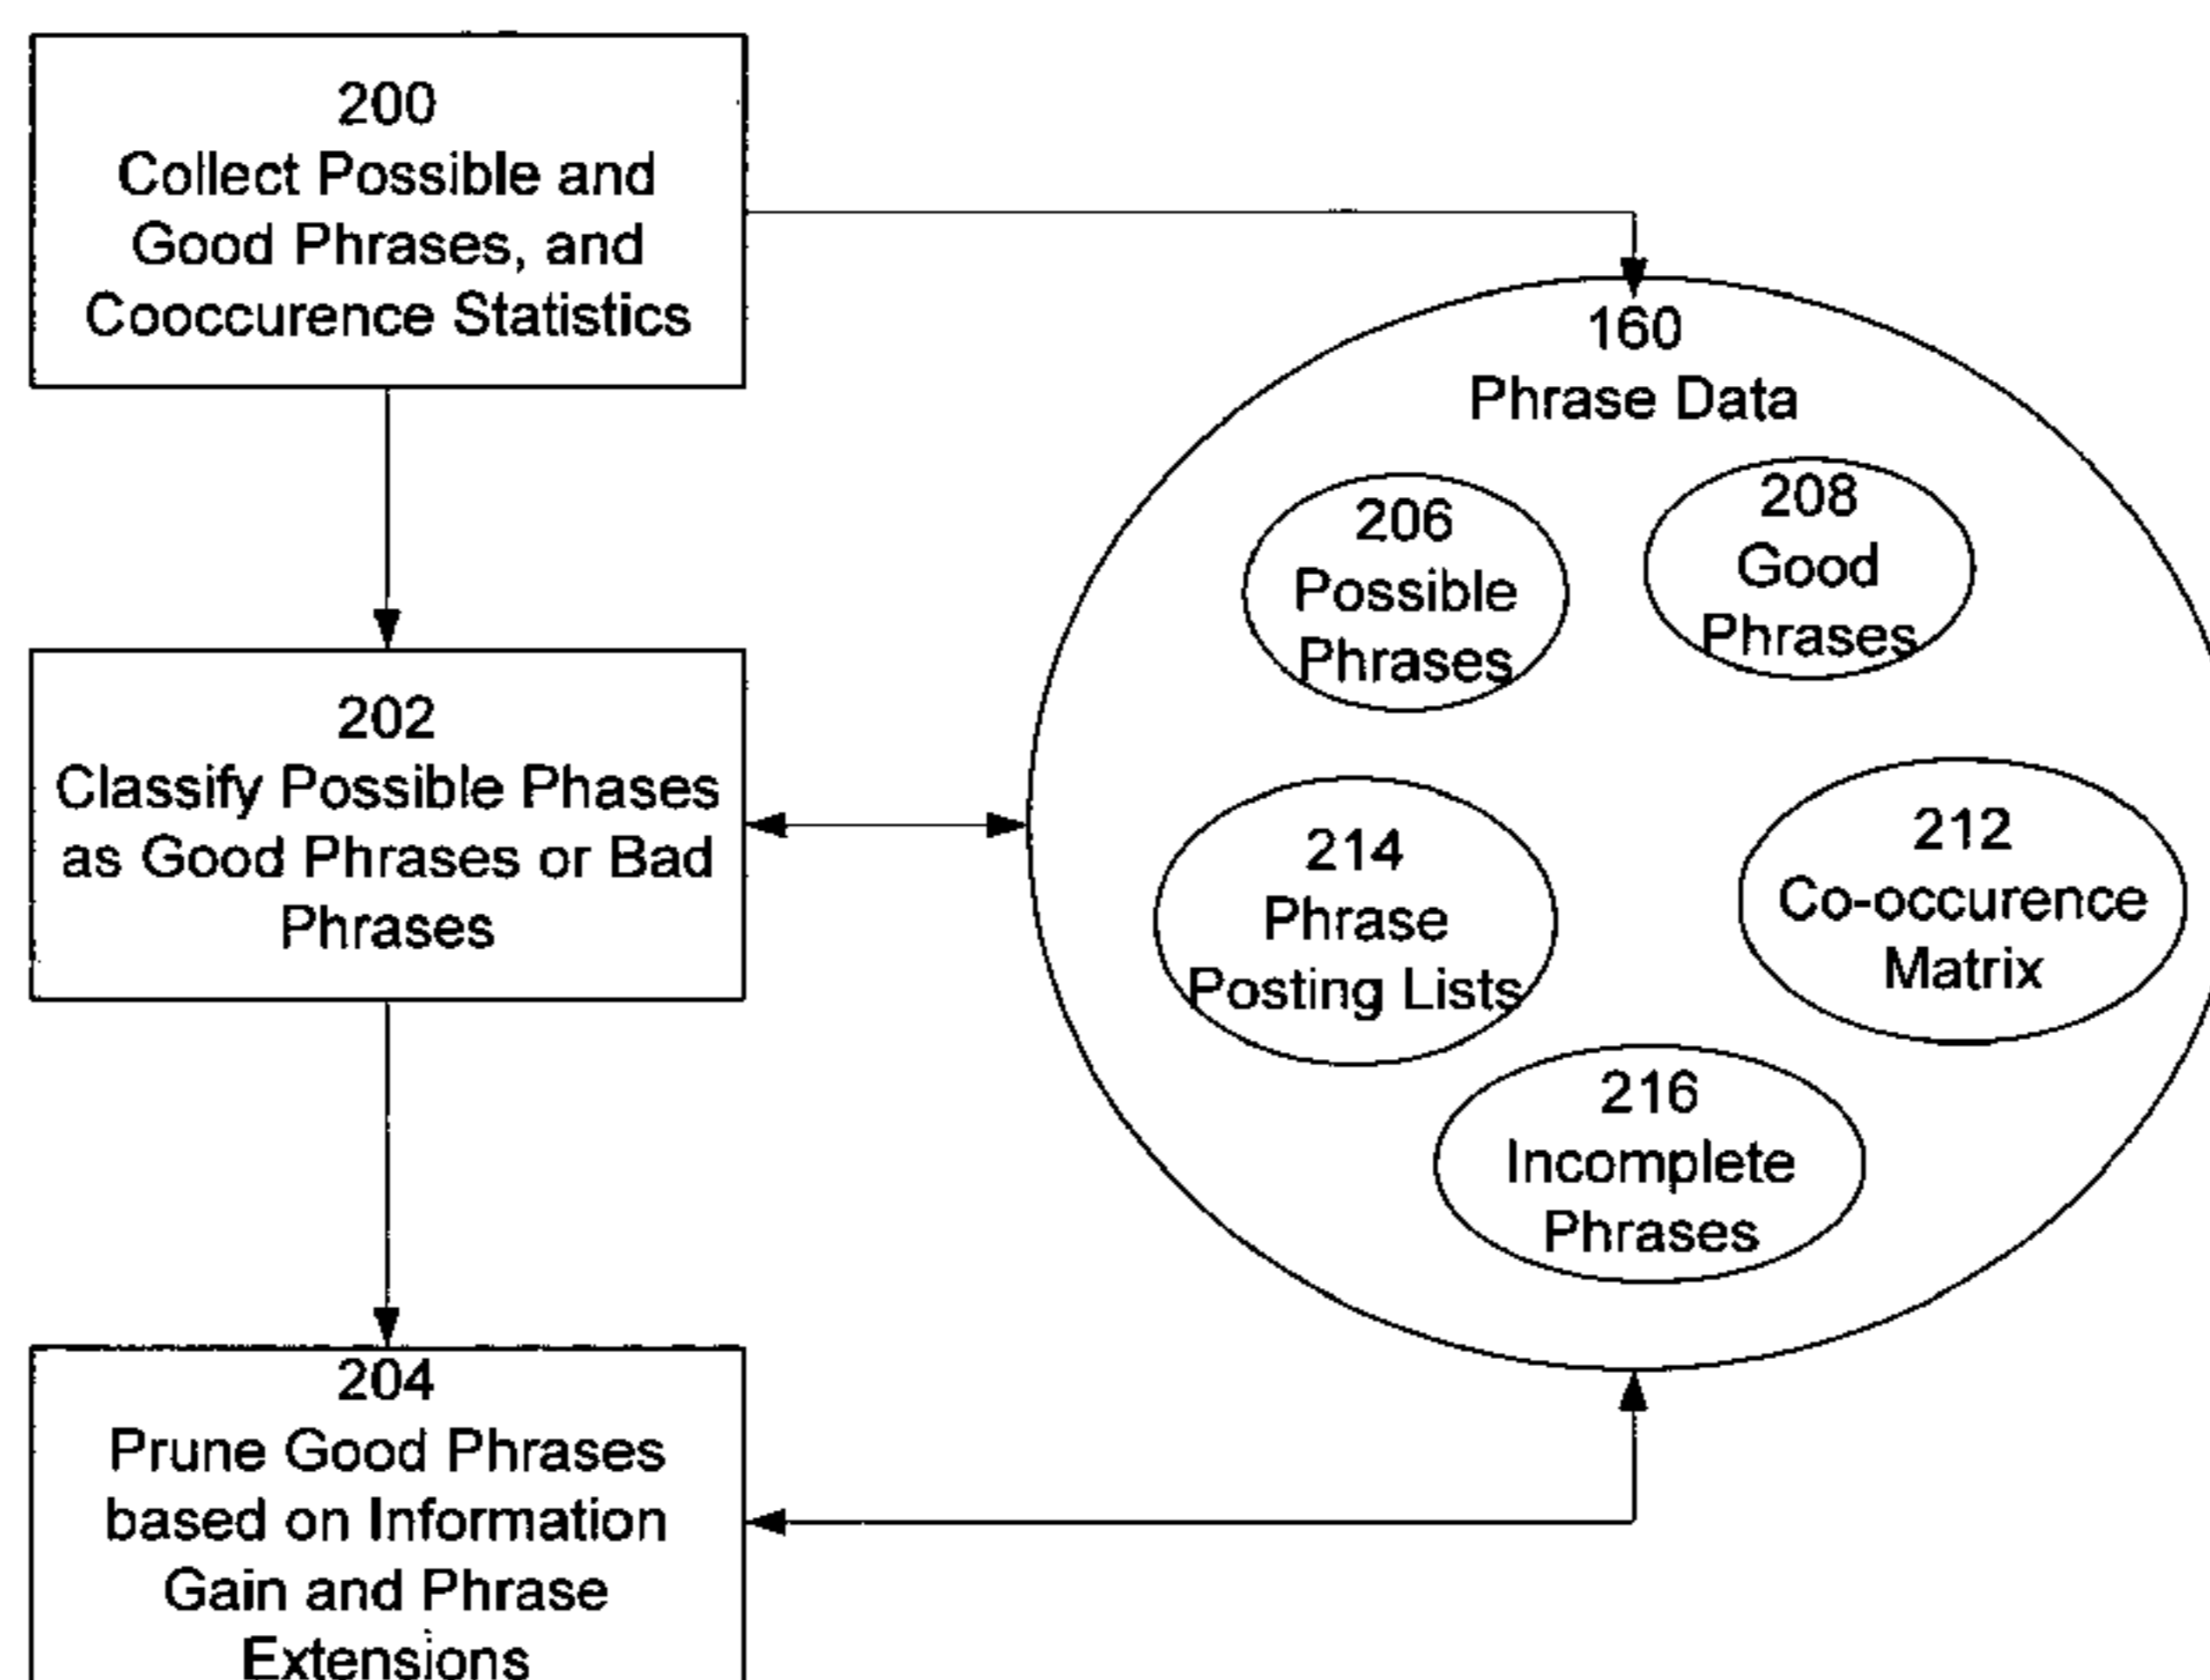 200
Collect Possible and
Good Phrases, and
Cooccurence Statistics
160
Phrase Data
206
Possible
Phrases
208
Good
Phrases
202
Classify Possible Phases
as Good Phrases or Bad
Phrases
214
Phrase
Posting Lists
212
Co-occurence
Matrix
216
Incomplete
Phrases
204
Prune Good Phrases
based on Information
Gain and Phrase
Extensions